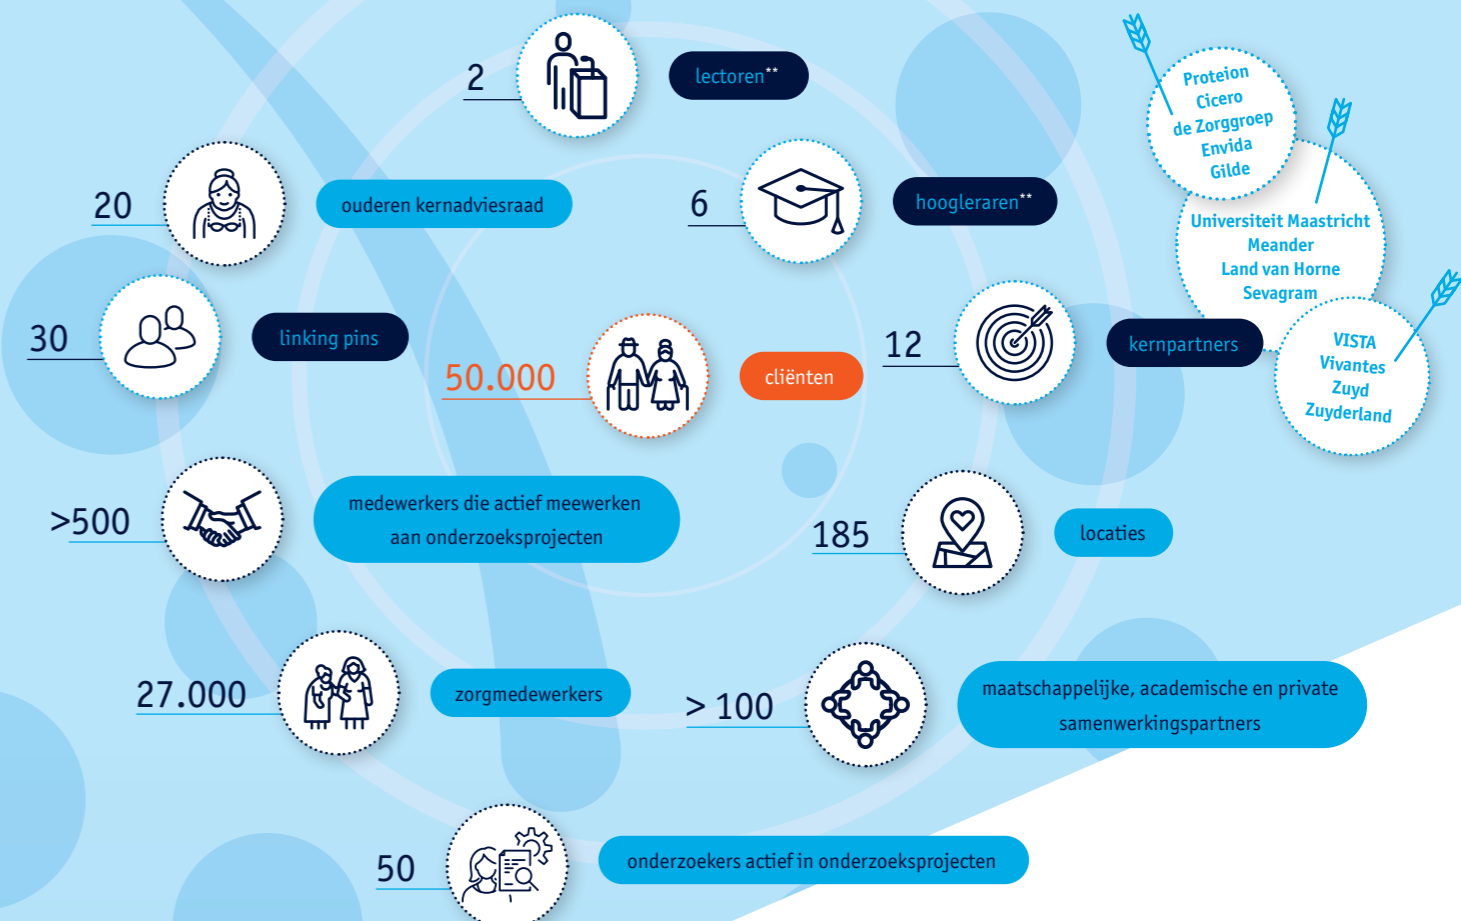 2
lectoren**
20
ouderen kernadviesraad
6
hoogleraren**
Proteion
Cicero
de Zorggroep
Envida
Gilde
Universiteit Maastricht
Meander
Land van Horne
Sevagram
VISTA
Vivantes
Zuyd
Zuyderland
30
linking pins
50.000
cliënten
12
kernpartners
>500
medewerkers die actief meewerken
aan onderzoeksprojecten
185
locaties
27.000
zorgmedewerkers
> 100
maatschappelijke, academische en private
samenwerkingspartners
50
onderzoekers actief in onderzoeksprojecten